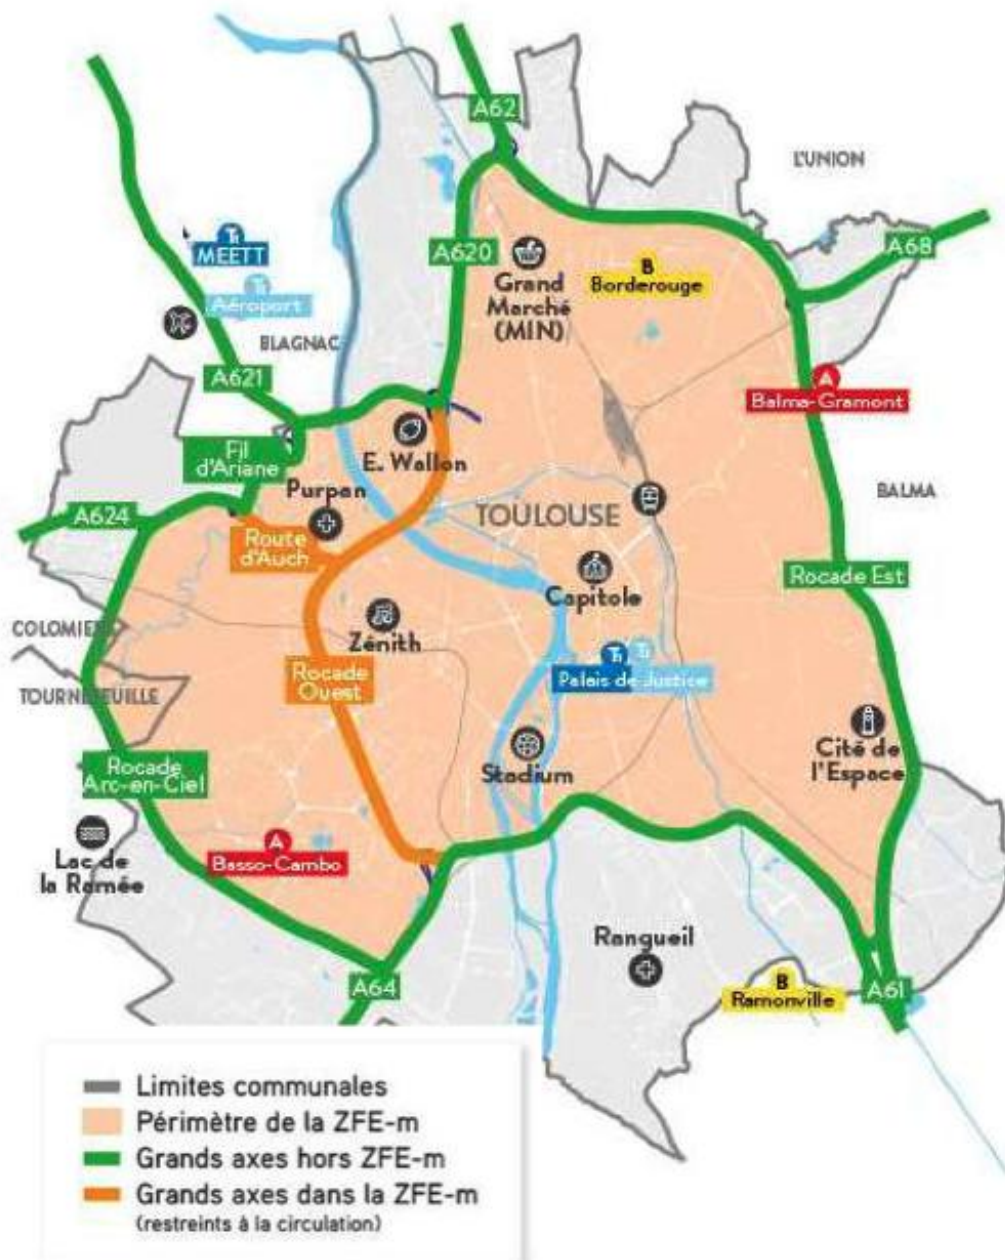 A62
L'UNION
A68
MEETT
Aéroport
A620
Grand
Marché
(MIN)
B
Borderouge
BLAGNAC
A621
A
Balma-Gramont
Fil
d'Ariane
E. Wallon
Purpan
BALMA
A624
TOULOUSE
Route
d'Auch
Rocade Est
Capitole
COLOMIERS
Zénith
Rocade
Ouest
Palais de Justice
TOURNEFEUILLE
Cité de
l'Espace
Stadium
Rocade
Arc-en-Ciel
A
Basso-Cambo
Lac de
la Ramée
Rangueil
B
Ramonville
A64
A61
Limites communales
Périmètre de la ZFE-m
Grands axes hors ZFE-m
Grands axes dans la ZFE-m
(restreints à la circulation)